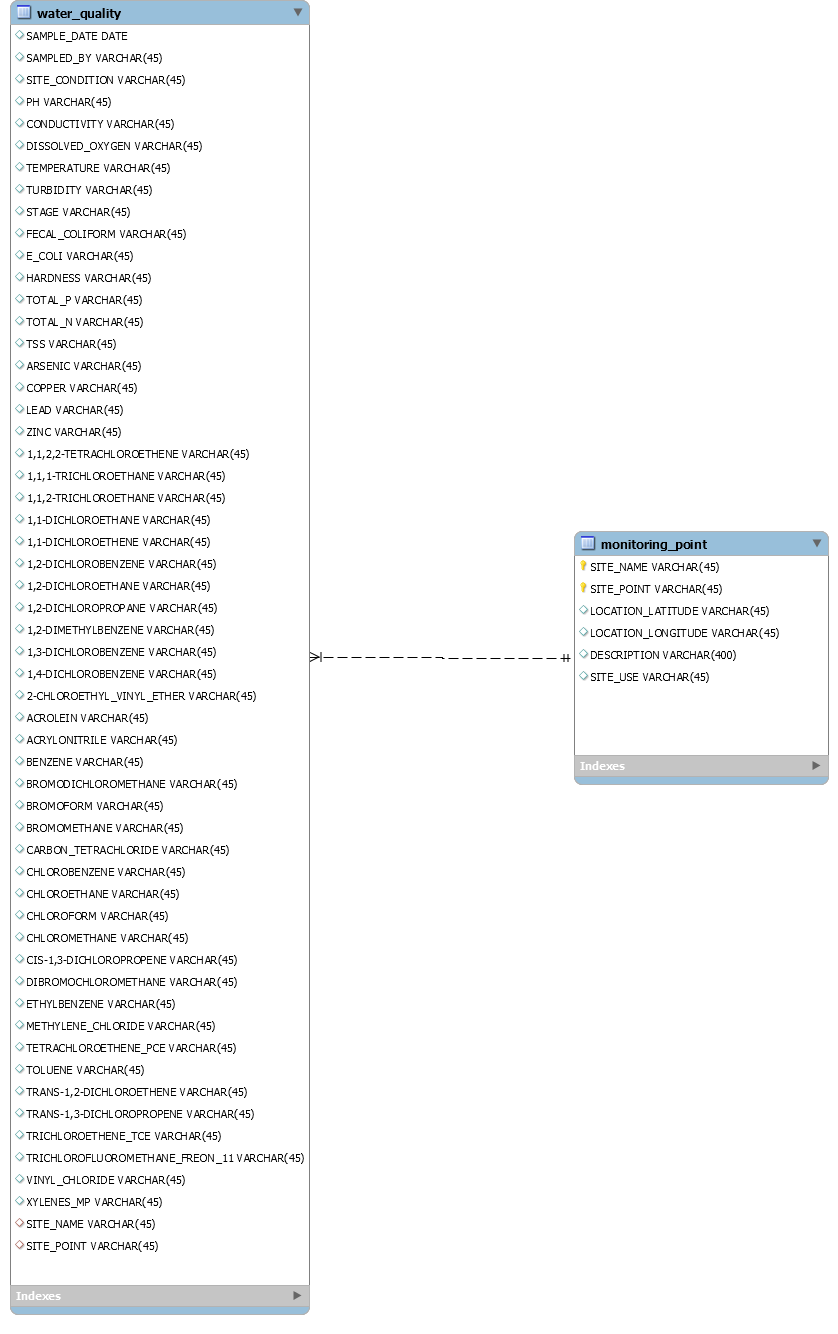 water_quality
SAMPLE_DATE DATE
SAMPLED_BY VARCHAR(45)
SITE_CONDITION VARCHAR(45)
PH VARCHAR(45)
CONDUCTIVITY VARCHAR(45)
DISSOLVED_OXYGEN VARCHAR(45)
TEMPERATURE VARCHAR(45)
TURBIDITY VARCHAR(45)
STAGE VARCHAR(45)
FECAL_COLIFORM VARCHAR(45)
E_COLI VARCHAR(45)
HARDNESS VARCHAR(45)
TOTAL_P VARCHAR(45)
TOTAL_N VARCHAR(45)
TSS VARCHAR(45)
ARSENIC VARCHAR(45)
COPPER VARCHAR(45)
LEAD VARCHAR(45)
ZINC VARCHAR(45)
1,1,2,2-TETRACHLOROETHENE VARCHAR(45)
1,1,1-TRICHLOROETHANE VARCHAR(45)
1,1,2-TRICHLOROETHANE VARCHAR(45)
1,1-DICHLOROETHANE VARCHAR(45)
1,1-DICHLOROETHENE VARCHAR(45)
1,2-DICHLOROBENZENE VARCHAR(45)
1,2-DICHLOROETHANE VARCHAR(45)
1,2-DICHLOROPROPANE VARCHAR(45)
1,2-DIMETHYLBENZENE VARCHAR(45)
1,3-DICHLOROBENZENE VARCHAR(45)
1,4-DICHLOROBENZENE VARCHAR(45)
2-CHLOROETHYL_VINYL_ETHER VARCHAR(45)
ACROLEIN VARCHAR(45)
ACRYLONITRILE VARCHAR(45)
BENZENE VARCHAR(45)
BROMODICHLOROMETHANE VARCHAR(45)
BROMOFORM VARCHAR(45)
BROMOMETHANE VARCHAR(45)
CARBON_TETRACHLORIDE VARCHAR(45)
CHLOROBENZENE VARCHAR(45)
CHLOROETHANE VARCHAR(45)
CHLOROFORM VARCHAR(45)
CHLOROMETHANE VARCHAR(45)
CIS-1,3-DICHLOROPROPENE VARCHAR(45)
DIBROMOCHLOROMETHANE VARCHAR(45)
ETHYLBENZENE VARCHAR(45)
METHYLENE_CHLORIDE VARCHAR(45)
TETRACHLOROETHENE_PCE VARCHAR(45)
TOLUENE VARCHAR(45)
TRANS-1,2-DICHLOROETHENE VARCHAR(45)
TRANS-1,3-DICHLOROPROPENE VARCHAR(45)
TRICHLOROETHENE_TCE VARCHAR(45)
TRICHLOROFLUOROMETHANE_FREON_11 VARCHAR(45)
VINYL_CHLORIDE VARCHAR(45)
XYLENES_MP VARCHAR(45)
SITE_NAME VARCHAR(45)
SITE_POINT VARCHAR(45)
Indexes
monitoring_point
SITE_NAME VARCHAR(45)
SITE_POINT VARCHAR(45)
LOCATION_LATITUDE VARCHAR(45)
LOCATION_LONGITUDE VARCHAR(45)
DESCRIPTION VARCHAR(400)
SITE_USE VARCHAR(45)
Indexes